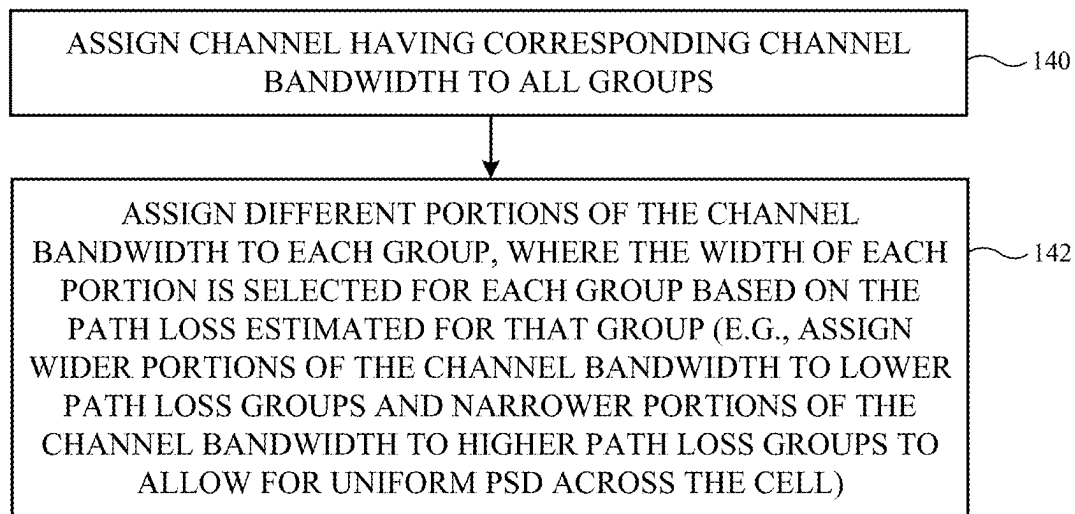 ASSIGN CHANNEL HAVING CORRESPONDING CHANNEL
BANDWIDTH TO ALL GROUPS
140
ASSIGN DIFFERENT PORTIONS OF THE CHANNEL
BANDWIDTH TO EACH GROUP, WHERE THE WIDTH OF EACH
PORTION IS SELECTED FOR EACH GROUP BASED ON THE
PATH LOSS ESTIMATED FOR THAT GROUP (E.G., ASSIGN
WIDER PORTIONS OF THE CHANNEL BANDWIDTH TO LOWER
PATH LOSS GROUPS AND NARROWER PORTIONS OF THE
CHANNEL BANDWIDTH TO HIGHER PATH LOSS GROUPS TO
ALLOW FOR UNIFORM PSD ACROSS THE CELL)
142